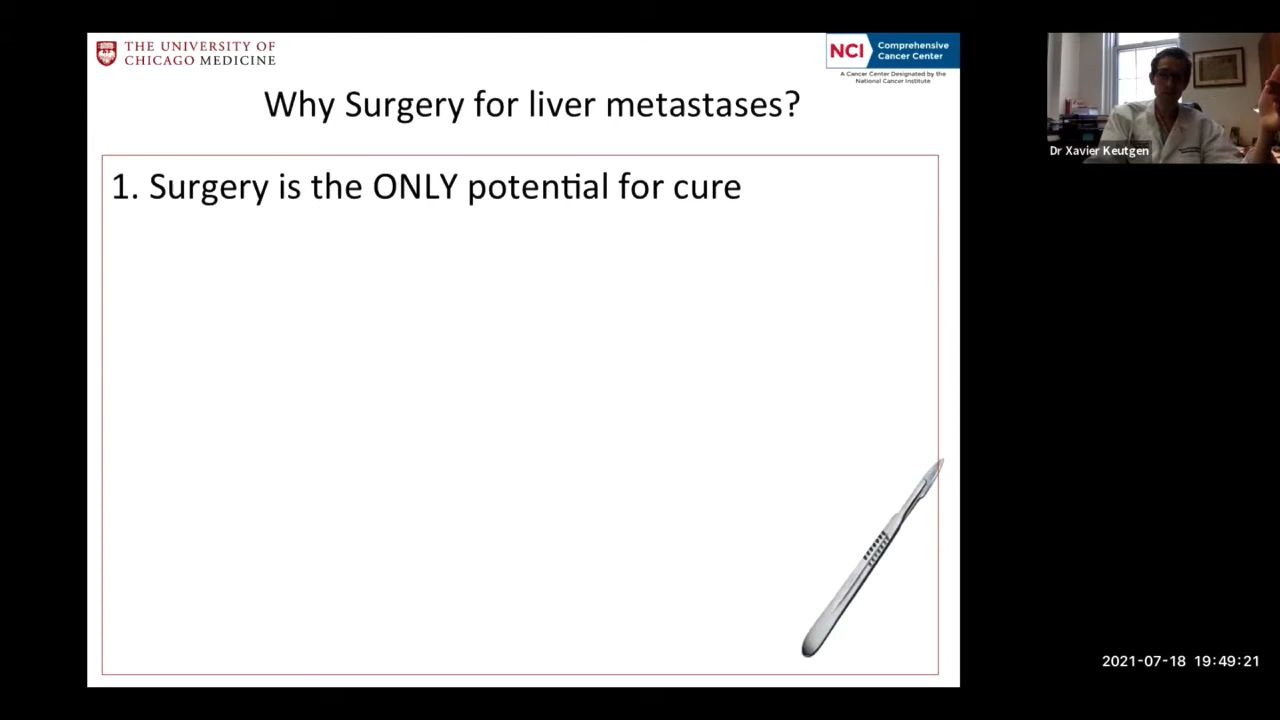 THE UNIVERSITY OF
CHICAGO MEDICINE
NCI
Comprehensive
Cancer Center
A Cancer Center Designated by the
National Cancer Institute
Why Surgery for liver metastases?
1. Surgery is the ONLY potential for cure
Dr Xavier Keutgen
2021-07-18 19:49:21